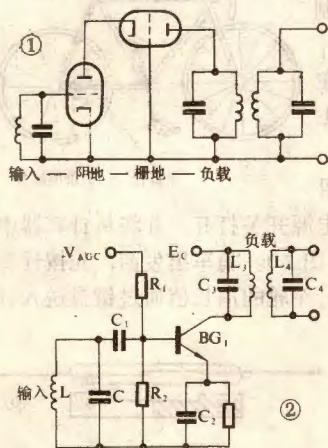 ①
输入 — 阴地 — 栅地 — 负载
V_AGC E_C 负载
R₁ C₃ L₃ L₄ C₄
C₁ BG₁
输入 L C R₂ C₂ ②